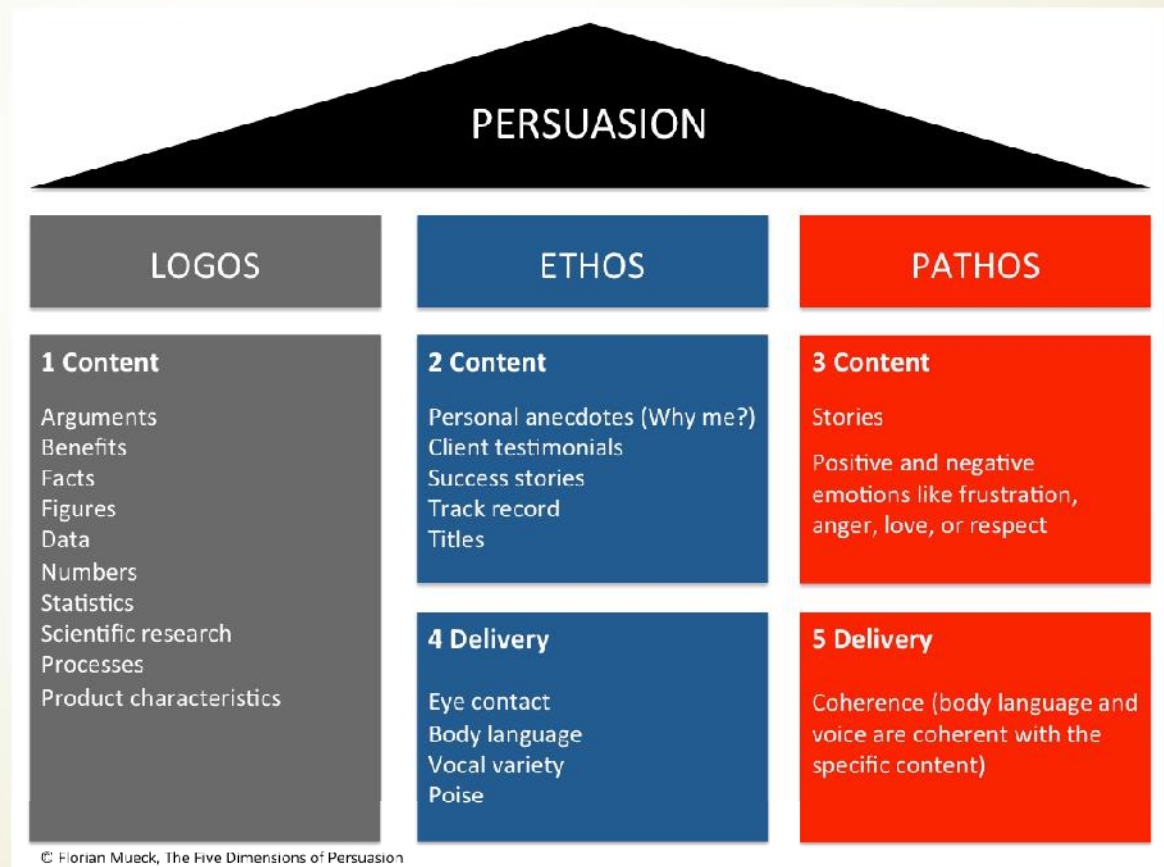 PERSUASION
LOGOS
ETHOS
PATHOS
1 Content
Arguments
Benefits
Facts
Figures
Data
Numbers
Statistics
Scientific research
Processes
Product characteristics
2 Content
Personal anecdotes (Why me?)
Client testimonials
Success stories
Track record
Titles
3 Content
Stories
Positive and negative
emotions like frustration,
anger, love, or respect
4 Delivery
Eye contact
Body language
Vocal variety
Poise
5 Delivery
Coherence (body language and
voice are coherent with the
specific content)
© Florian Mueck, The Five Dimensions of Persuasion